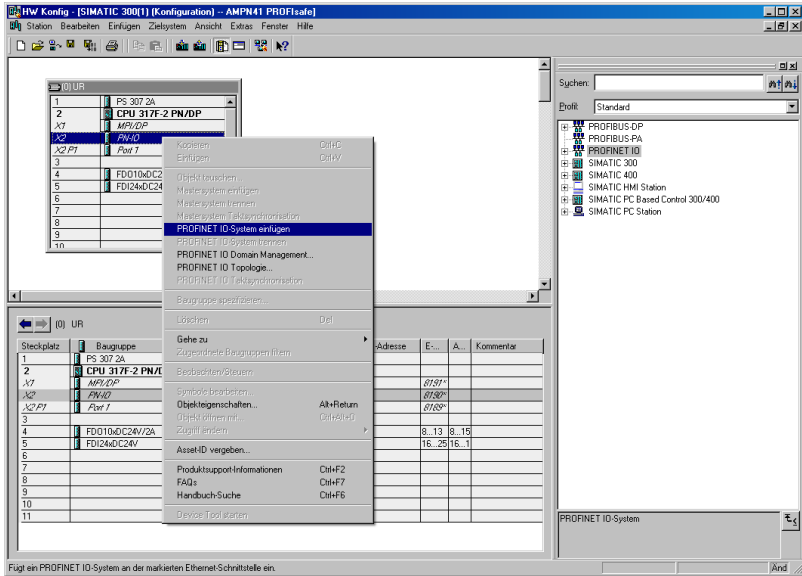 HW Konfig - [SIMATIC 300(1) (Konfiguration) -- AMPN41 PROFIsafe]
Station Bearbeiten Einfügen Zielsystem Ansicht Extras Fenster Hilfe
(0) UR
1 PS 307 2A
2 CPU 317F-2 PN/DP
X1 MPI/DP
X2 PN-IO
X2 P1 Port 1
3
4 FDO10xDC2
5 FDI24xDC24
6
7
8
9
10
Kopieren Ctrl+C
Einfügen Ctrl+V
Objekt tauschen...
Mastersystem einfügen
Mastersystem trennen
Mastersystem Taktsynchronisation
PROFINET IO-System einfügen
PROFINET IO-System trennen
PROFINET IO Domain Management...
PROFINET IO Topologie...
PROFINET IO Taktsynchronisation
Baugruppe spezifizieren...
Löschen Del
Gehe zu
Zugeordnete Baugruppen filtern
Beobachten/Steuern
Symbole bearbeiten...
Objekteigenschaften... Alt+Return
Objekt öffnen mit... Ctrl+Alt+O
Zugriff ändern
Asset-ID vergeben...
Produktsupport-Informationen Ctrl+F2
FAQs Ctrl+F7
Handbuch-Suche Ctrl+F6
Device Tool starten
Suchen:
Profil: Standard
PROFIBUS-DP
PROFIBUS-PA
PROFINET IO
SIMATIC 300
SIMATIC 400
SIMATIC HMI Station
SIMATIC PC Based Control 300/400
SIMATIC PC Station
(0) UR
Steckplatz Baugruppe -Adresse E-... A... Kommentar
1 PS 307 2A
2 CPU 317F-2 PN/D
X1 MPI/DP 8191*
X2 PN-IO 8190*
X2 P1 Port 1 8189*
3
4 FDO10xDC24V/2A 8...13 8...15
5 FDI24xDC24V 16...25 16...1
6
7
8
9
10
11
PROFINET IO-System
Fügt ein PROFINET IO-System an der markierten Ethernet-Schnittstelle ein. Änd